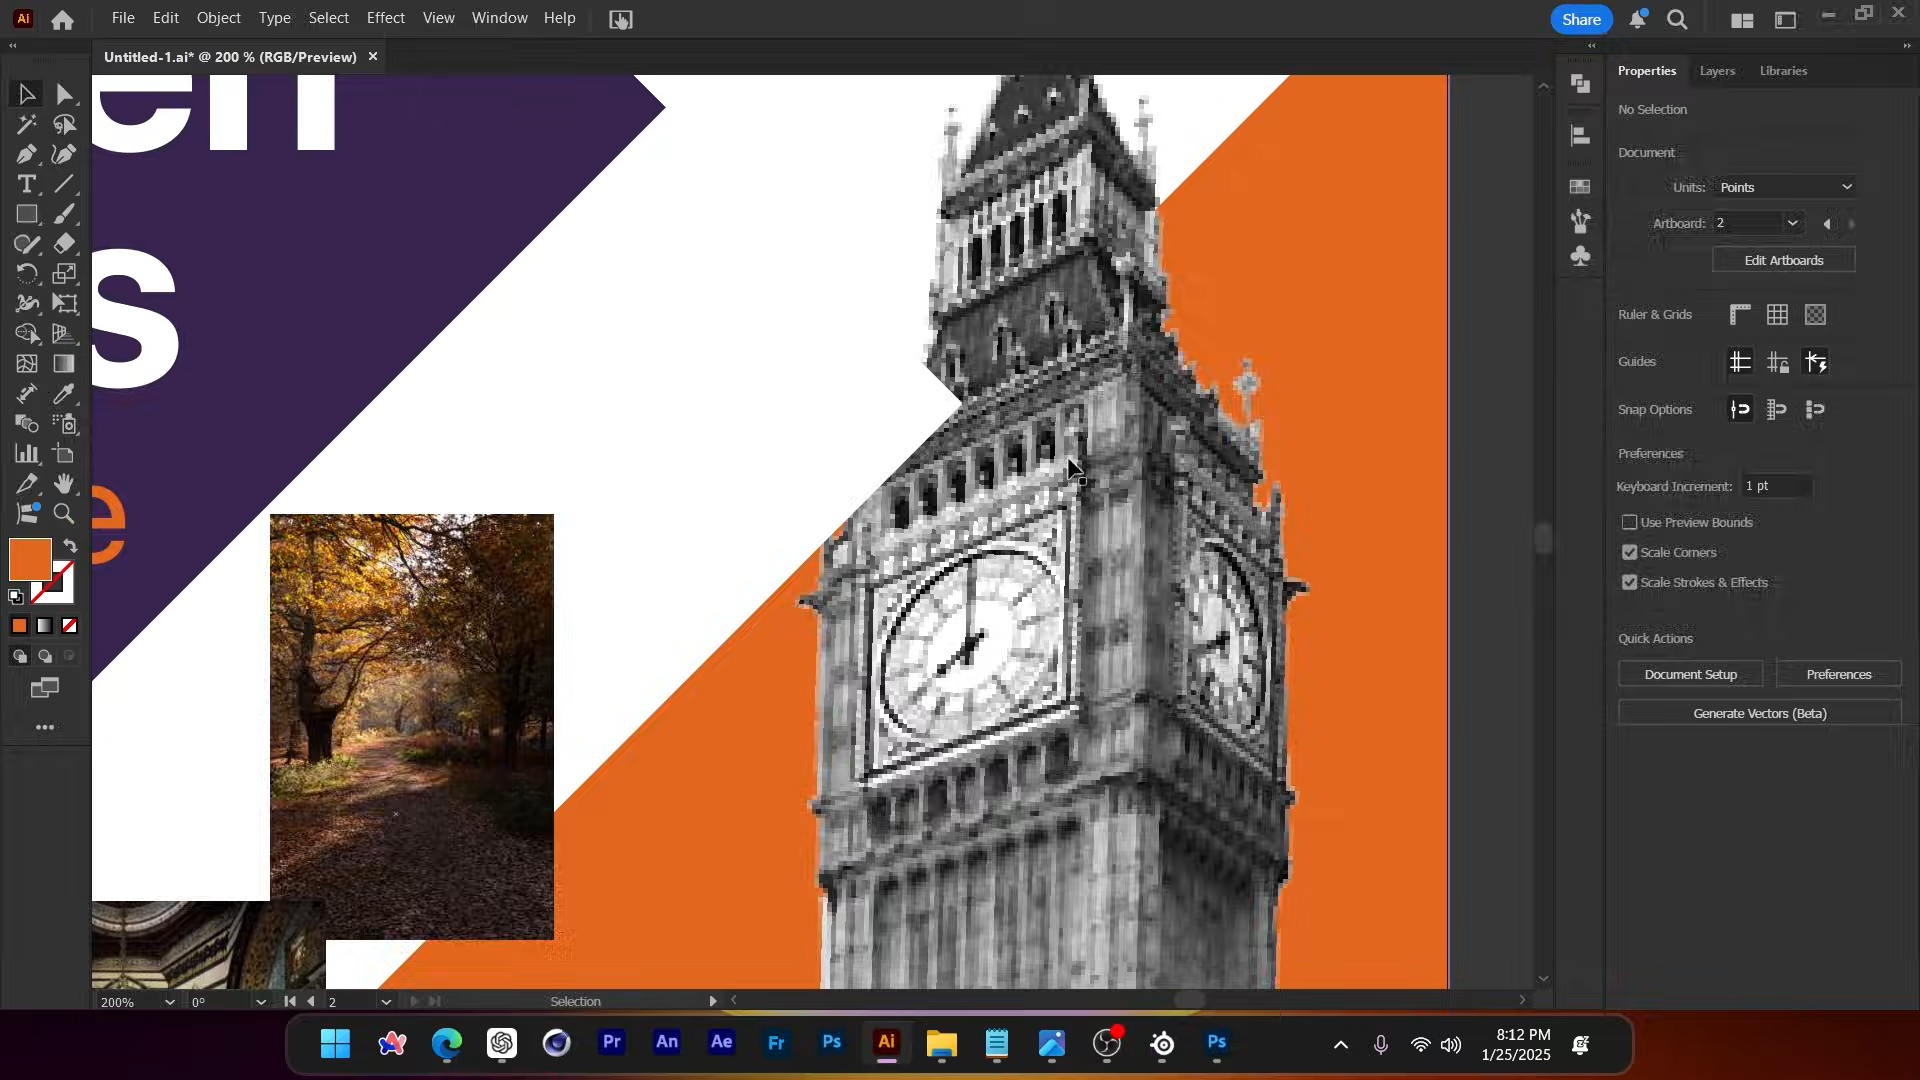 Ai File Edit Object Type Select Effect View Window Help Share
Untitled-1.ai* @ 200 % (RGB/Preview) ×
Properties Layers Libraries
No Selection
Document
Units: Points
Artboard: 2
Edit Artboards
Ruler & Grids
Guides
Snap Options
Preferences
Keyboard Increment: 1 pt
Use Preview Bounds
Scale Corners
Scale Strokes & Effects
Quick Actions
Document Setup Preferences
Generate Vectors (Beta)
en
s
e
200% 0° 2 Selection
Pr An Ae Fr Ps Ai Ps
8:12 PM
1/25/2025